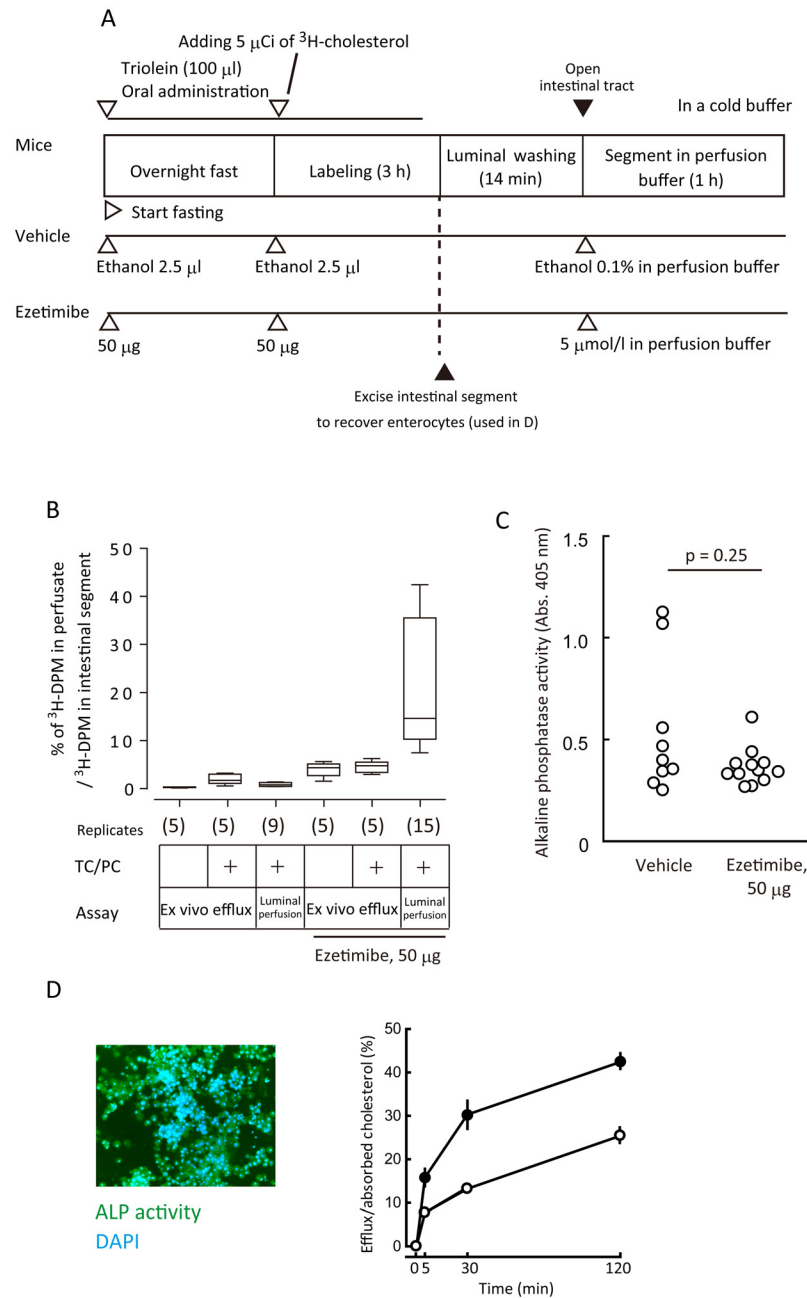 A
Adding 5 μCi of ³H-cholesterol
Triolein (100 μl)
Oral administration
Open
intestinal tract
In a cold buffer
Mice
Overnight fast
Labeling (3 h)
Luminal washing
(14 min)
Segment in perfusion
buffer (1 h)
Start fasting
Vehicle
Ethanol 2.5 μl
Ethanol 2.5 μl
Ethanol 0.1% in perfusion buffer
Ezetimibe
50 μg
50 μg
5 μmol/l in perfusion buffer
Excise intestinal segment
to recover enterocytes (used in D)
B
% of ³H-DPM in perfusate
/ ³H-DPM in intestinal segment
50
40
30
20
10
0
Replicates (5) (5) (9) (5) (5) (15)
TC/PC + + + +
Assay Ex vivo efflux Luminal perfusion Ex vivo efflux Luminal perfusion
Ezetimibe, 50 μg
C
Alkaline phosphatase activity (Abs. 405 nm)
1.5
1.0
0.5
0
p = 0.25
Vehicle
Ezetimibe,
50 μg
D
ALP activity
DAPI
Efflux/absorbed cholesterol (%)
50
40
30
20
10
0
0 5 30 120
Time (min)